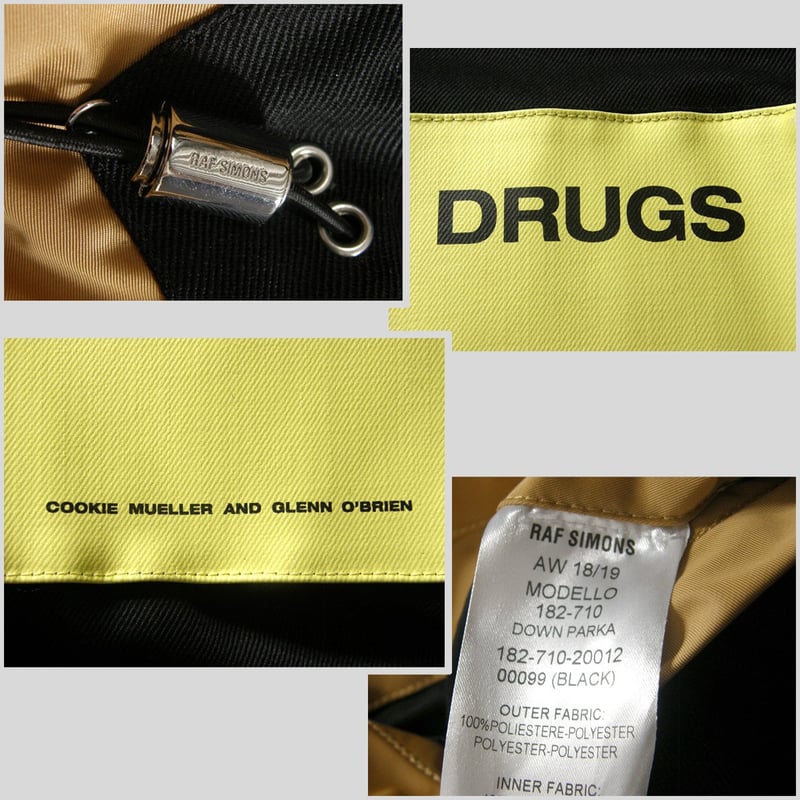 RAF SIMONS
DRUGS
COOKIE MUELLER AND GLENN O'BRIEN
RAF SIMONS
AW 18/19
MODELLO
182-710
DOWN PARKA
182-710-20012
00099 (BLACK)
OUTER FABRIC:
100%POLIESTERE-POLYESTER
POLYESTER-POLYESTER
INNER FABRIC: